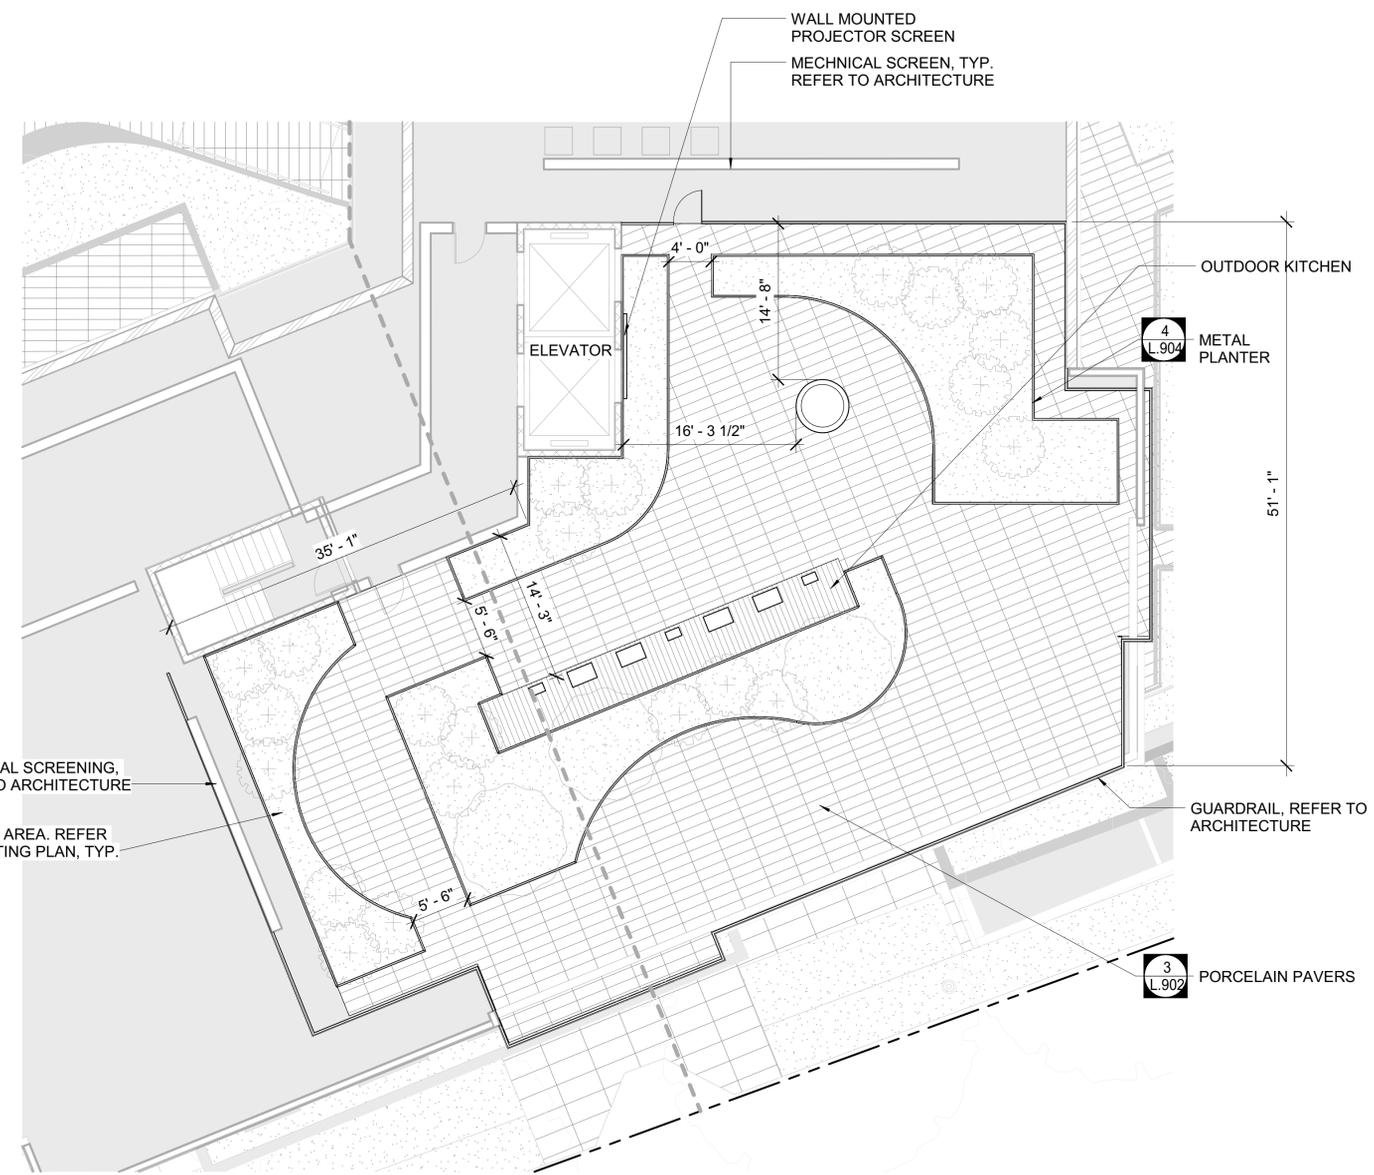 WALL MOUNTED
PROJECTOR SCREEN
MECHNICAL SCREEN, TYP.
REFER TO ARCHITECTURE
4' - 0"
14' - 8"
OUTDOOR KITCHEN
4
L.904
METAL
PLANTER
ELEVATOR
16' - 3 1/2"
51' - 1"
35' - 1"
14' - 3"
5' - 6"
AL SCREENING,
O ARCHITECTURE
AREA. REFER
TING PLAN, TYP.
GUARDRAIL, REFER TO
ARCHITECTURE
5' - 6"
3
L.902
PORCELAIN PAVERS